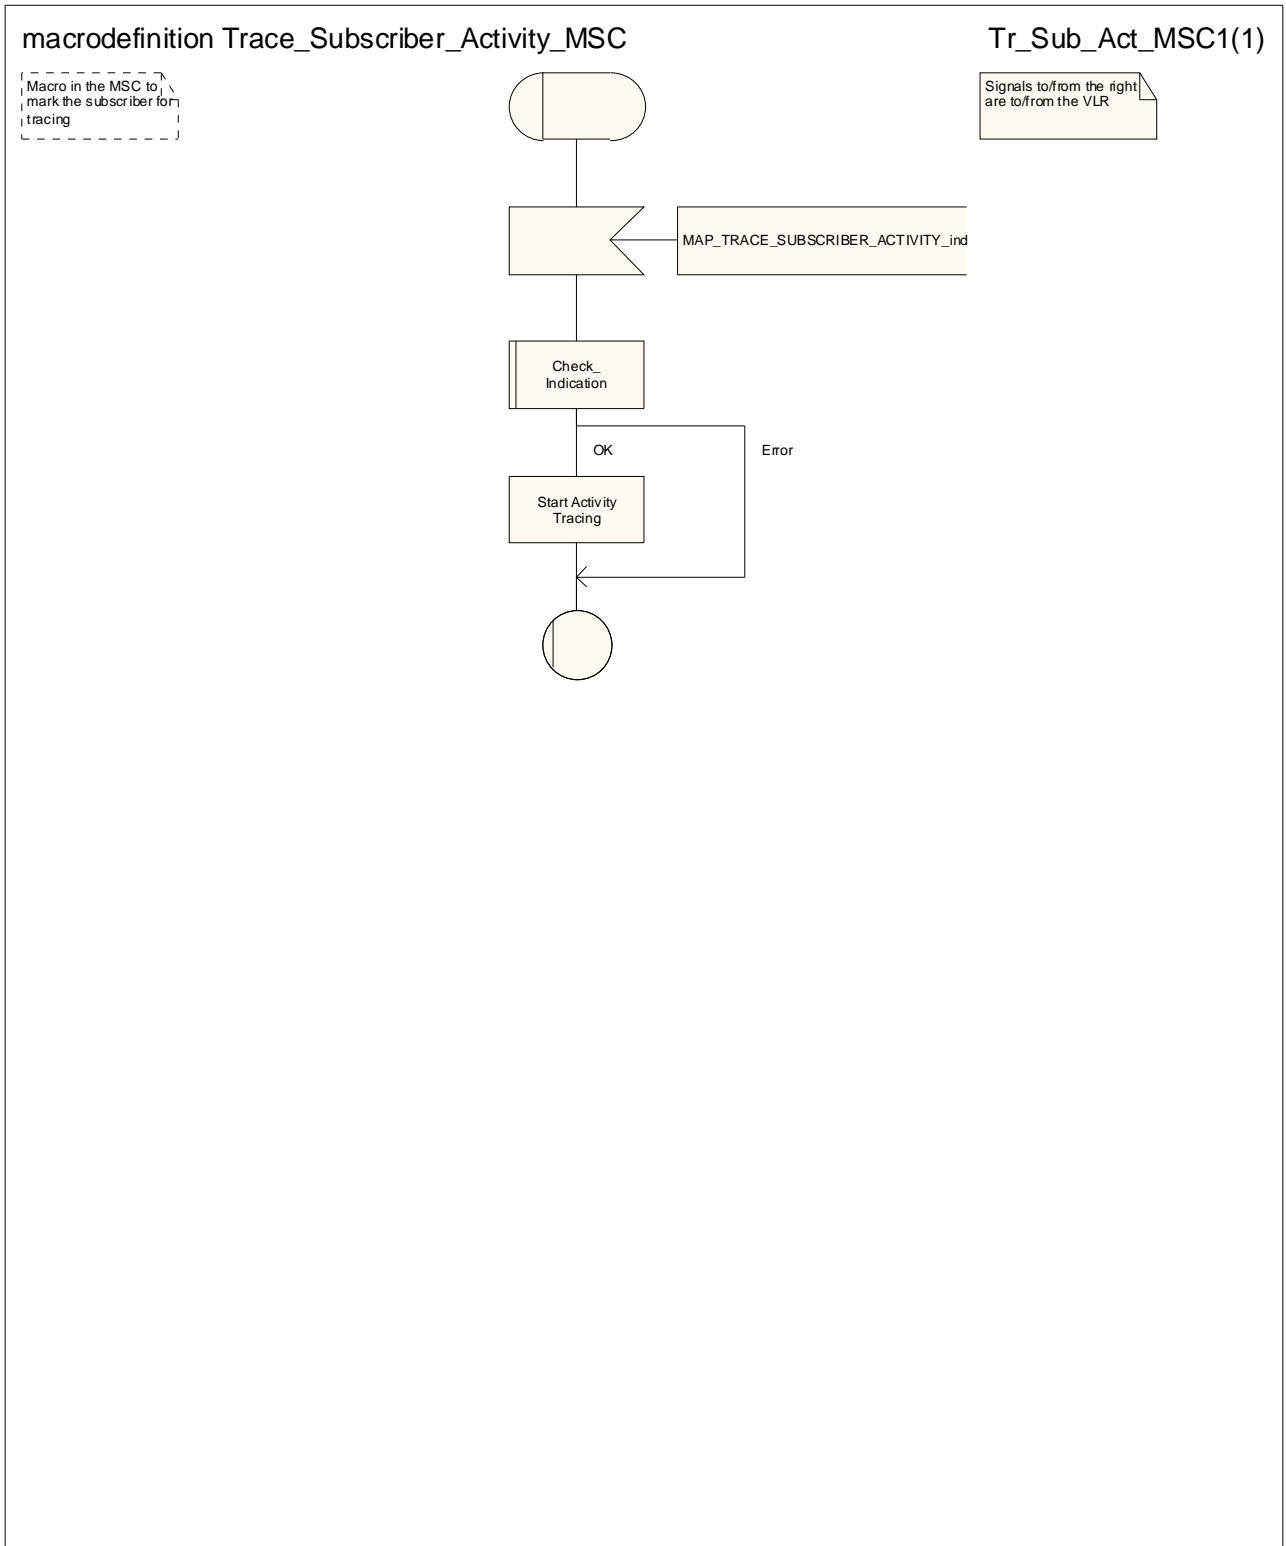 macrodefinition Trace_Subscriber_Activity_MSC
Tr_Sub_Act_MSC1(1)
Macro in the MSC to
mark the subscriber for
tracing
Signals to/from the right
are to/from the VLR
MAP_TRACE_SUBSCRIBER_ACTIVITY_ind
Check_
Indication
OK
Error
Start Activity
Tracing